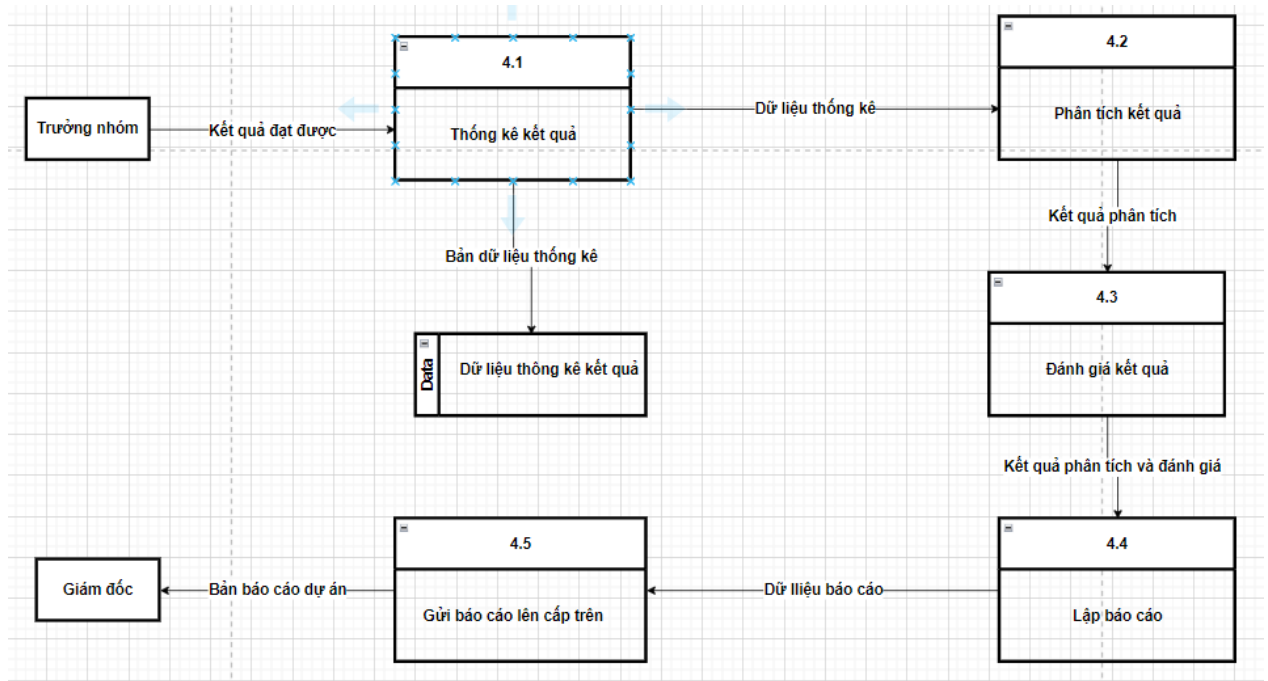 4.1
4.2
Trưởng nhóm
Kết quả đạt được
Thống kê kết quả
Dữ liệu thống kê
Phân tích kết quả
Kết quả phân tích
Bản dữ liệu thống kê
4.3
Data
Dữ liệu thông kê kết quả
Đánh giá kết quả
Kết quả phân tích và đánh giá
4.5
4.4
Giám đốc
Bản báo cáo dự án
Gửi báo cáo lên cấp trên
Dữ lliệu báo cáo
Lập báo cáo